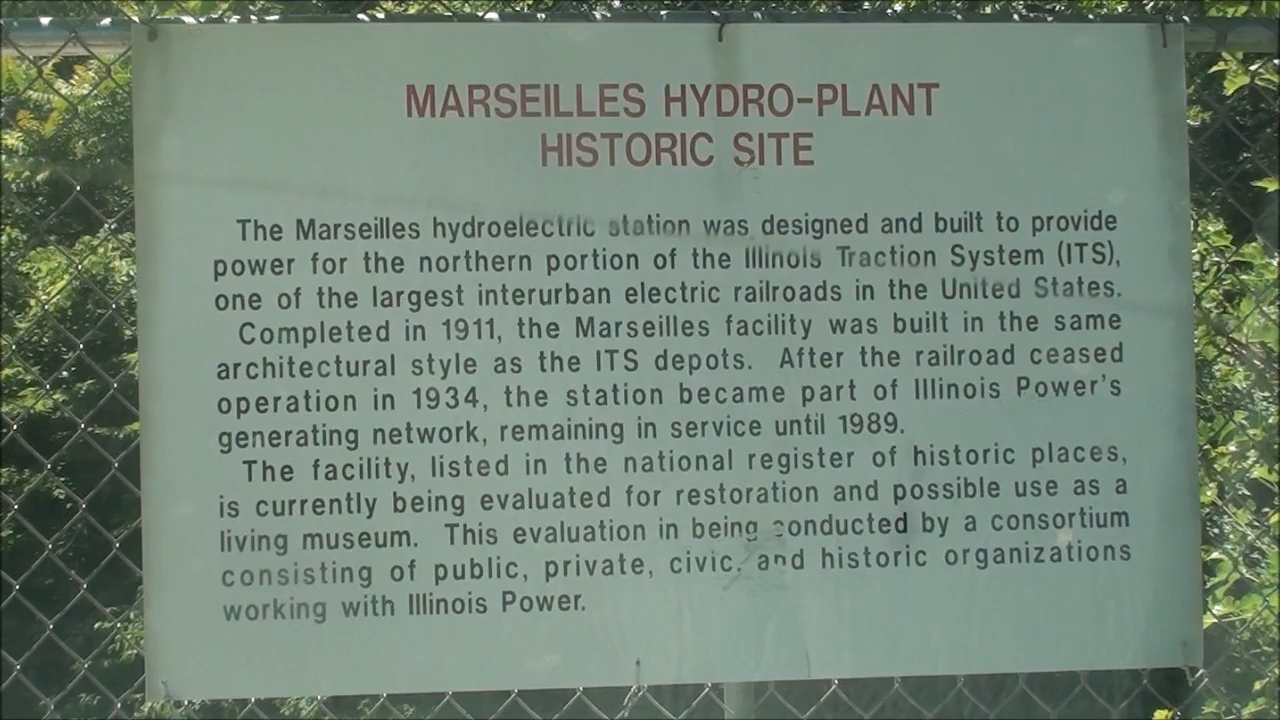 MARSEILLES HYDRO-PLANT
HISTORIC SITE
The Marseilles hydroelectric station was designed and built to provide
power for the northern portion of the Illinois Traction System (ITS),
one of the largest interurban electric railroads in the United States.
Completed in 1911, the Marseilles facility was built in the same
architectural style as the ITS depots. After the railroad ceased
operation in 1934, the station became part of Illinois Power's
generating network, remaining in service until 1989.
The facility, listed in the national register of historic places,
is currently being evaluated for restoration and possible use as a
living museum. This evaluation in being conducted by a consortium
consisting of public, private, civic, and historic organizations
working with Illinois Power.